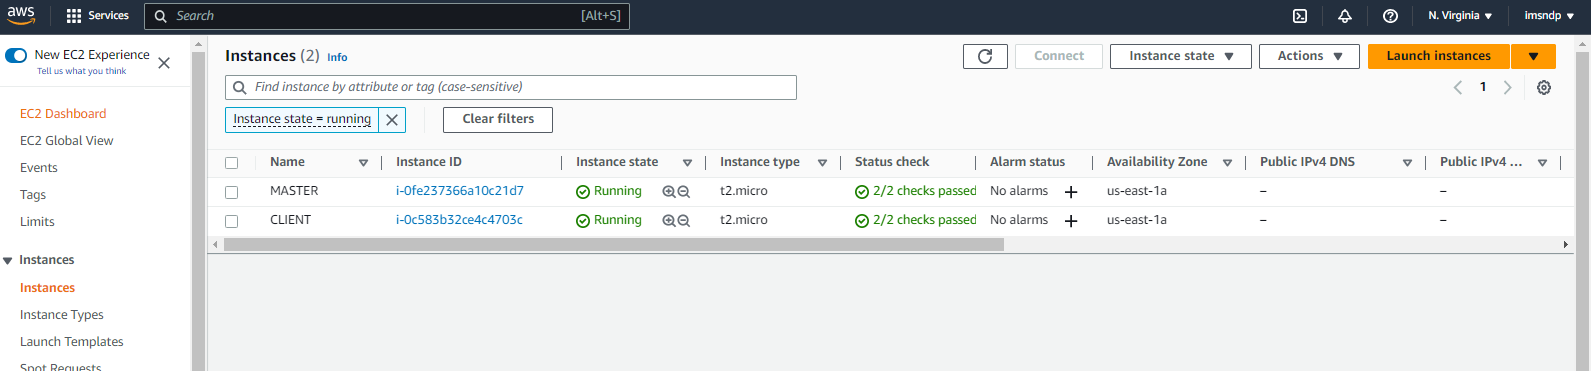 aws
Services
Search
[Alt+S]
N. Virginia
imsndp
New EC2 Experience
Tell us what you think
EC2 Dashboard
EC2 Global View
Events
Tags
Limits
Instances
Instances
Instance Types
Launch Templates
Spot Requests
Instances (2) Info
Connect
Instance state
Actions
Launch instances
Find instance by attribute or tag (case-sensitive)
1
Instance state = running
Clear filters
Name Instance ID Instance state Instance type Status check Alarm status Availability Zone Public IPv4 DNS Public IPv4 ...
MASTER i-0fe237366a10c21d7 Running t2.micro 2/2 checks passed No alarms + us-east-1a – –
CLIENT i-0c583b32ce4c4703c Running t2.micro 2/2 checks passed No alarms + us-east-1a – –